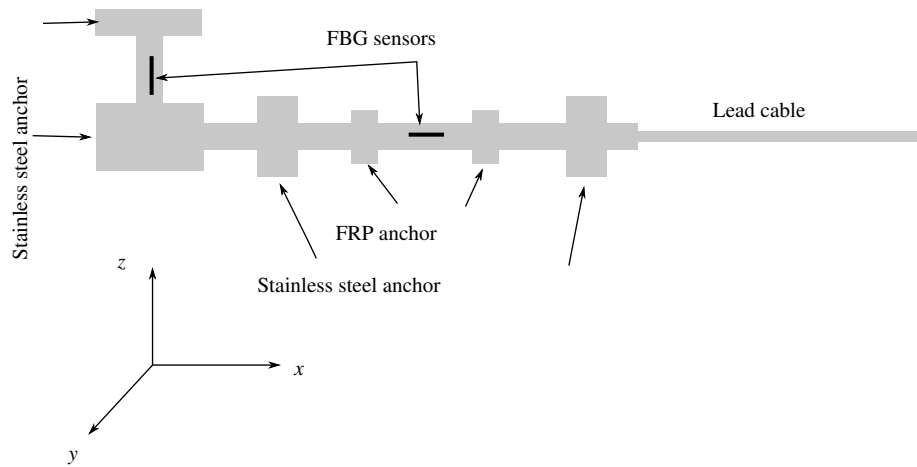 FBG sensors
Lead cable
Stainless steel anchor
FRP anchor
Stainless steel anchor
z
x
y